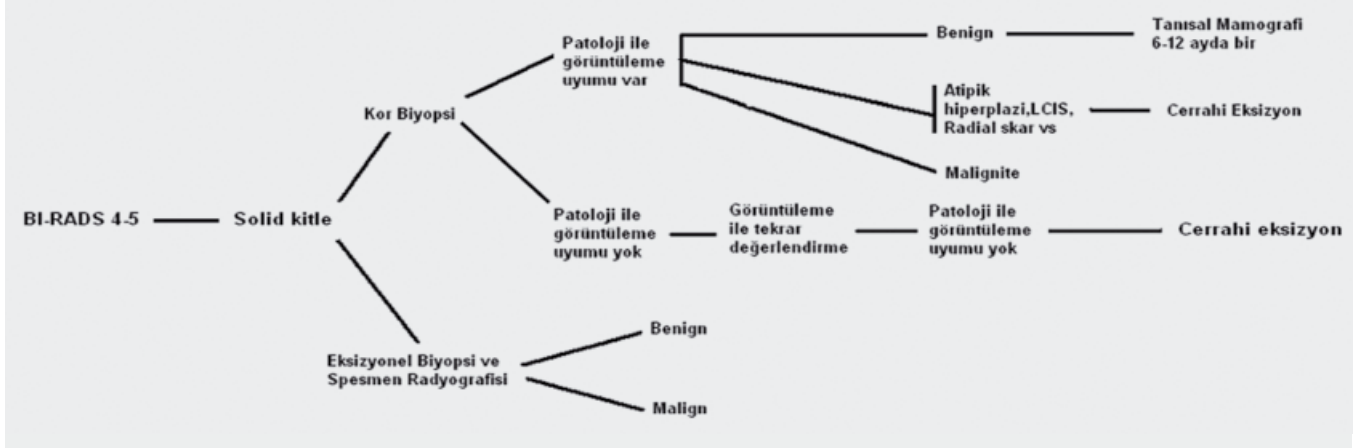 Patoloji ile
görüntüleme
uyumu var
Benign
Tanısal Mamografi
6-12 ayda bir
Kor Biyopsi
Atipik
hiperplazi,LCIS,
Radial skar vs
Cerrahi Eksizyon
Malignite
BI-RADS 4-5
Solid kitle
Patoloji ile
görüntüleme
uyumu yok
Görüntüleme
ile tekrar
değerlendirme
Patoloji ile
görüntüleme
uyumu yok
Cerrahi eksizyon
Eksizyonel Biyopsi ve
Spesmen Radyografisi
Benign
Malign